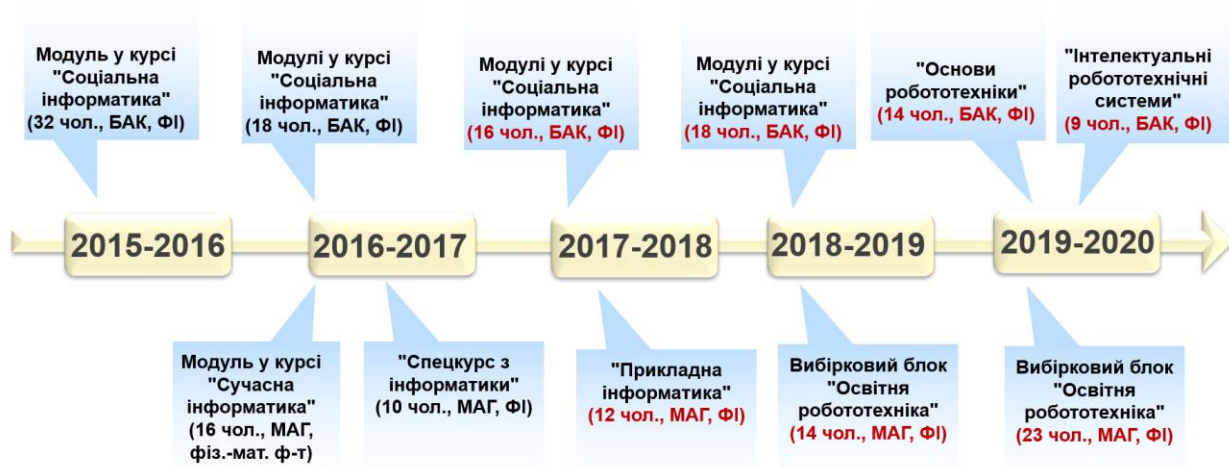 Модуль у курсі
"Соціальна
інформатика"
(32 чол., БАК, ФІ)
Модулі у курсі
"Соціальна
інформатика"
(18 чол., БАК, ФІ)
Модулі у курсі
"Соціальна
інформатика"
(16 чол., БАК, ФІ)
Модулі у курсі
"Соціальна
інформатика"
(18 чол., БАК, ФІ)
"Основи
робототехніки"
(14 чол., БАК, ФІ)
"Інтелектуальні
робототехнічні
системи"
(9 чол., БАК, ФІ)
2015-2016
2016-2017
2017-2018
2018-2019
2019-2020
Модуль у курсі
"Сучасна
інформатика"
(16 чол., МАГ,
фіз.-мат. ф-т)
"Спецкурс з
інформатики"
(10 чол., МАГ, ФІ)
"Прикладна
інформатика"
(12 чол., МАГ, ФІ)
Вибірковий блок
"Освітня
робототехніка"
(14 чол., МАГ, ФІ)
Вибірковий блок
"Освітня
робототехніка"
(23 чол., МАГ, ФІ)